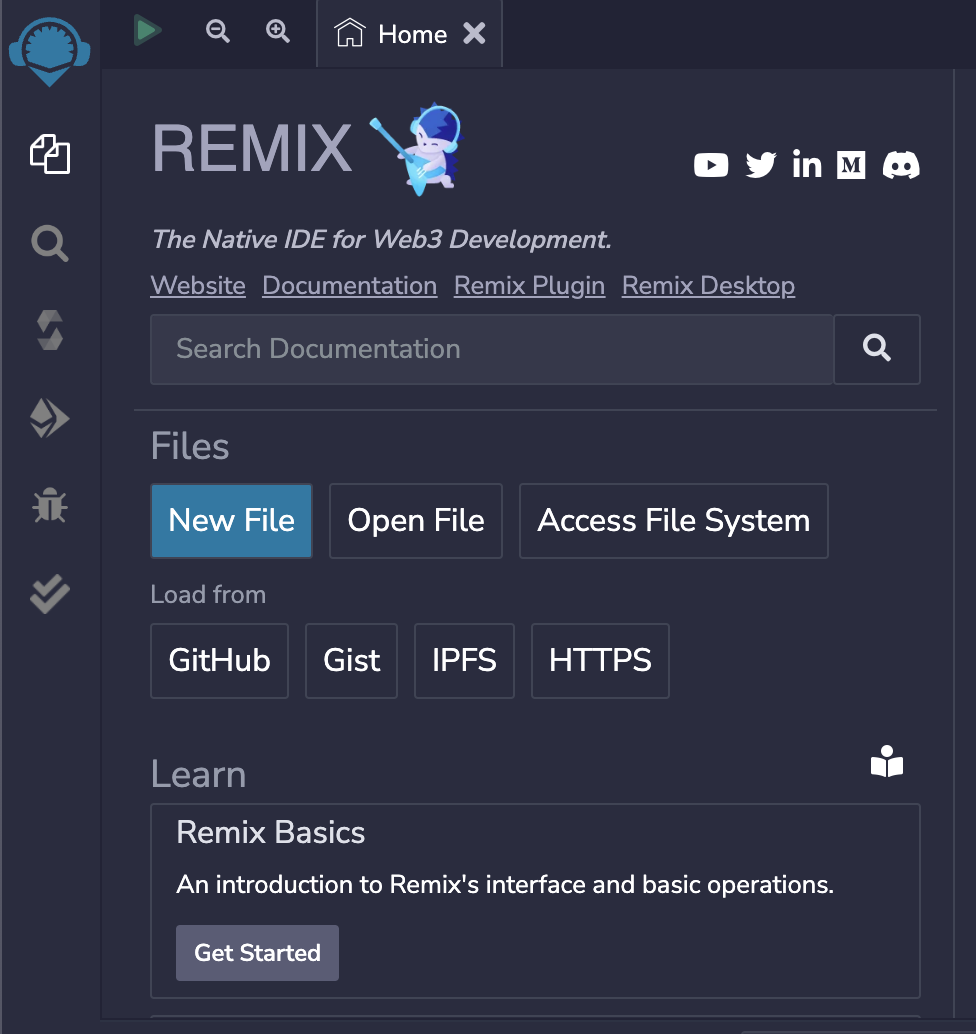 Home
REMIX
The Native IDE for Web3 Development.
Website Documentation Remix Plugin Remix Desktop
Search Documentation
Files
New File Open File Access File System
Load from
GitHub Gist IPFS HTTPS
Learn
Remix Basics
An introduction to Remix's interface and basic operations.
Get Started